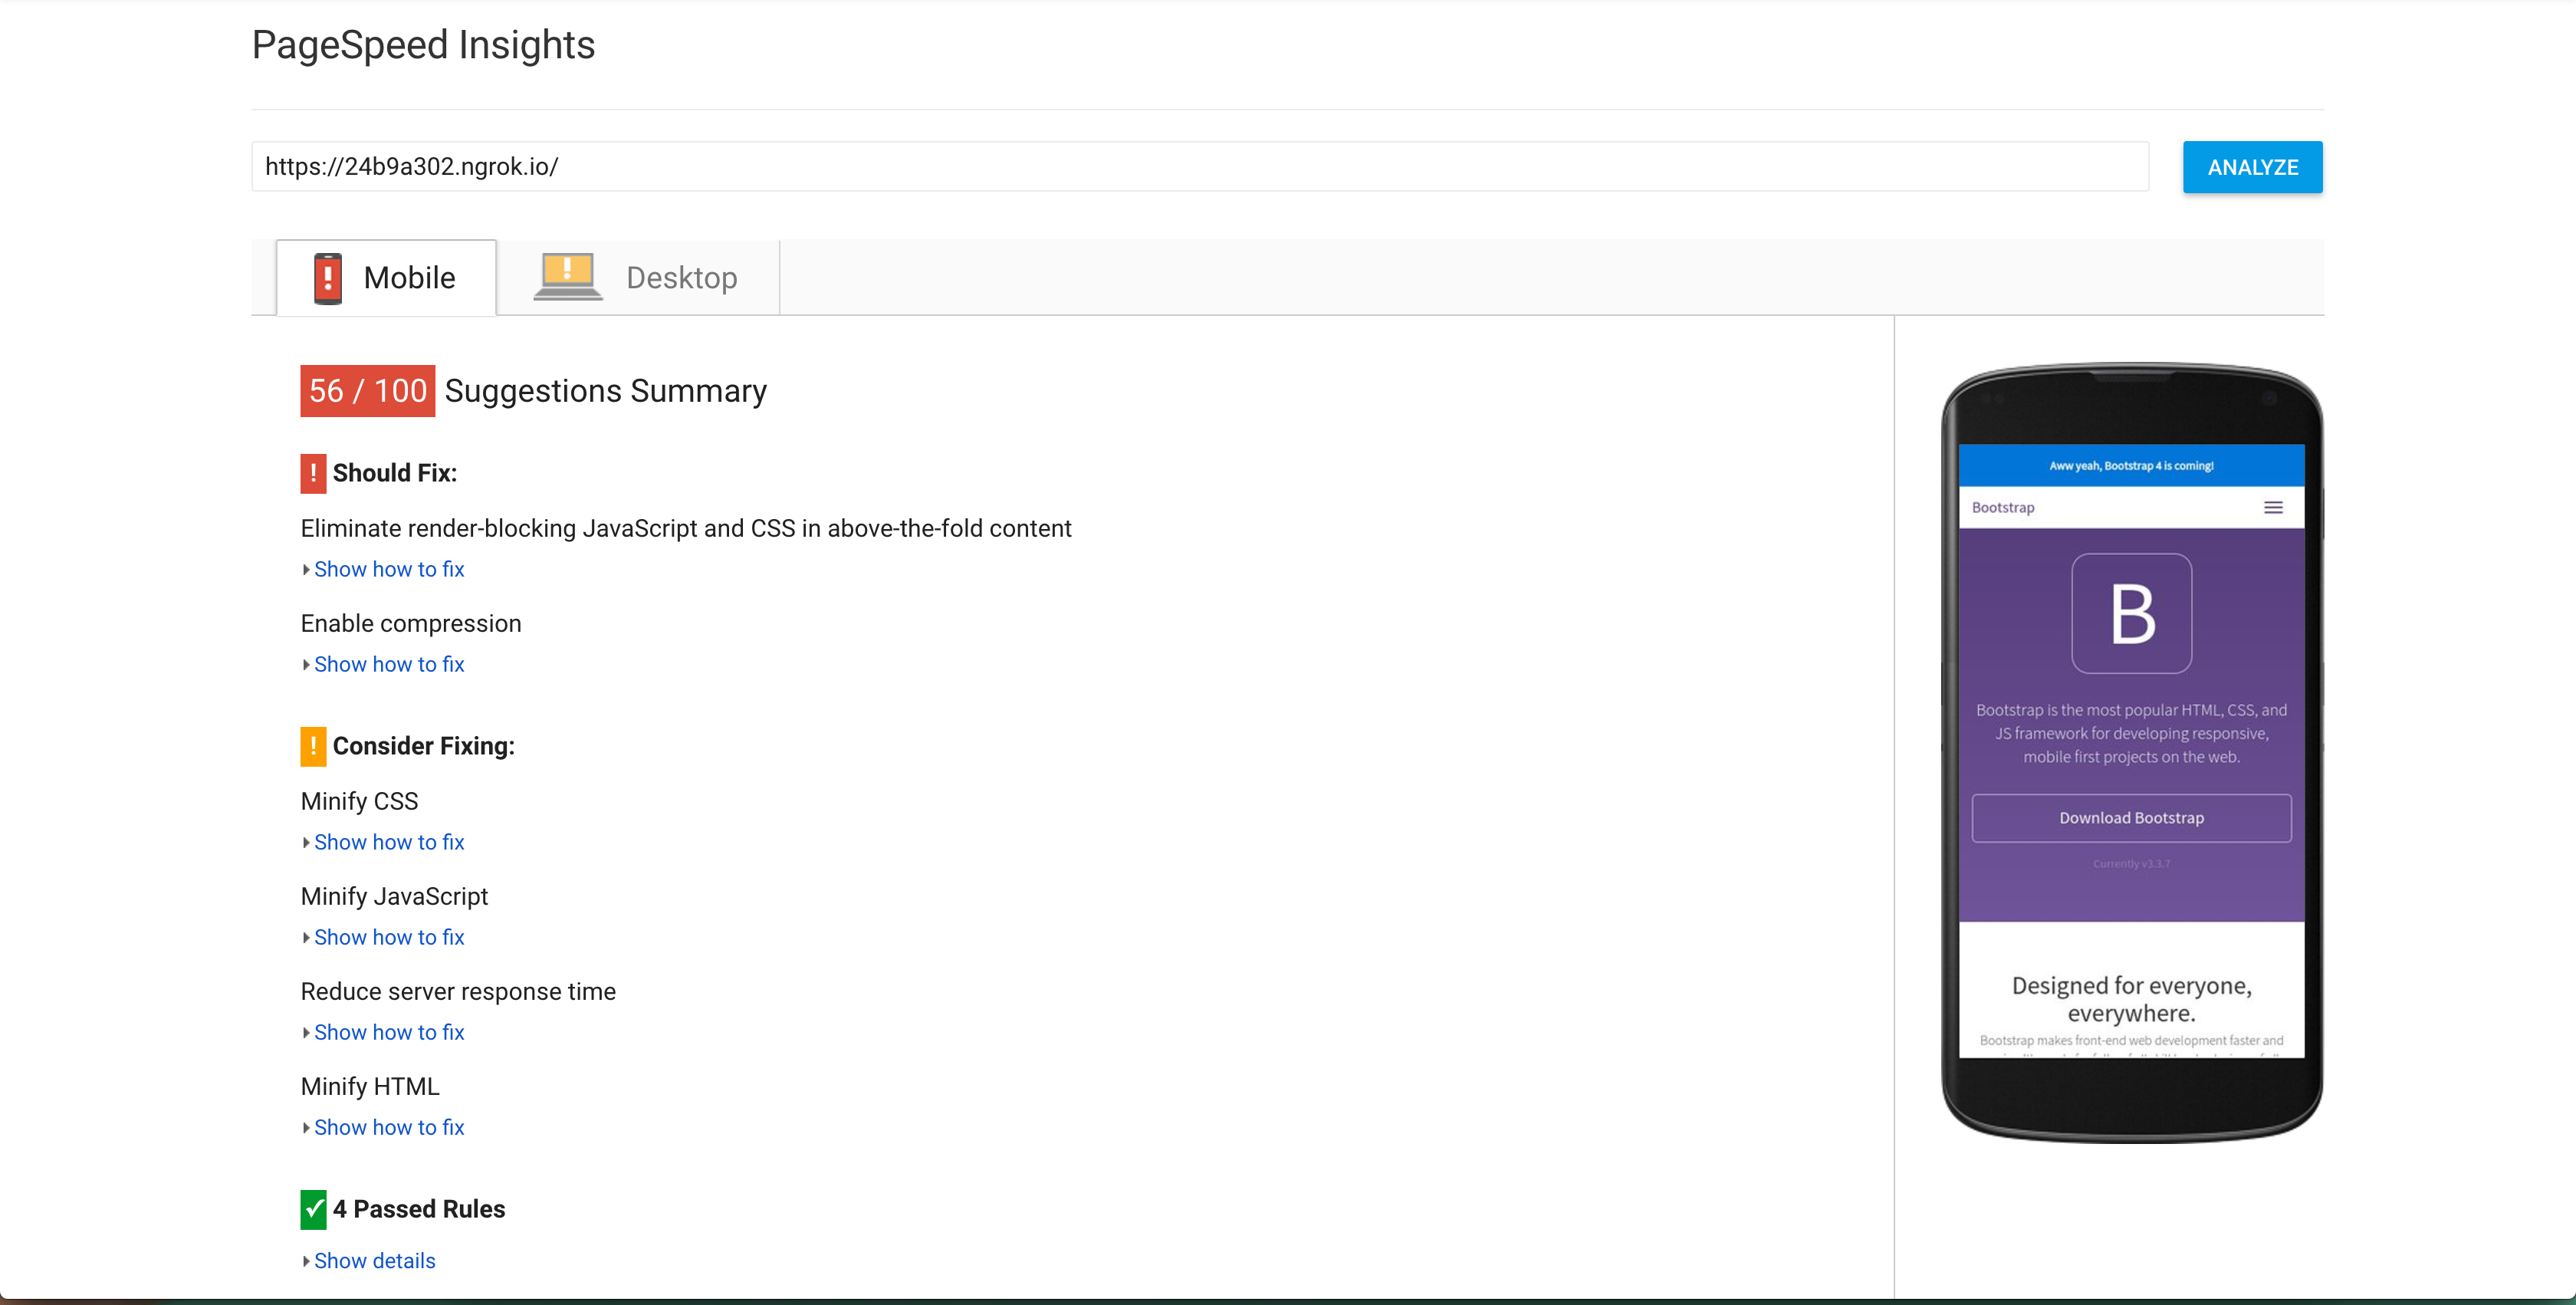 PageSpeed Insights
https://24b9a302.ngrok.io/
ANALYZE
Mobile
Desktop
56 / 100 Suggestions Summary
! Should Fix:
Eliminate render-blocking JavaScript and CSS in above-the-fold content
Show how to fix
Enable compression
Show how to fix
! Consider Fixing:
Minify CSS
Show how to fix
Minify JavaScript
Show how to fix
Reduce server response time
Show how to fix
Minify HTML
Show how to fix
4 Passed Rules
Show details
Aww yeah, Bootstrap 4 is coming!
Bootstrap
B
Bootstrap is the most popular HTML, CSS, and
JS framework for developing responsive,
mobile first projects on the web.
Download Bootstrap
Currently v3.3.7
Designed for everyone,
everywhere.
Bootstrap makes front-end web development faster and